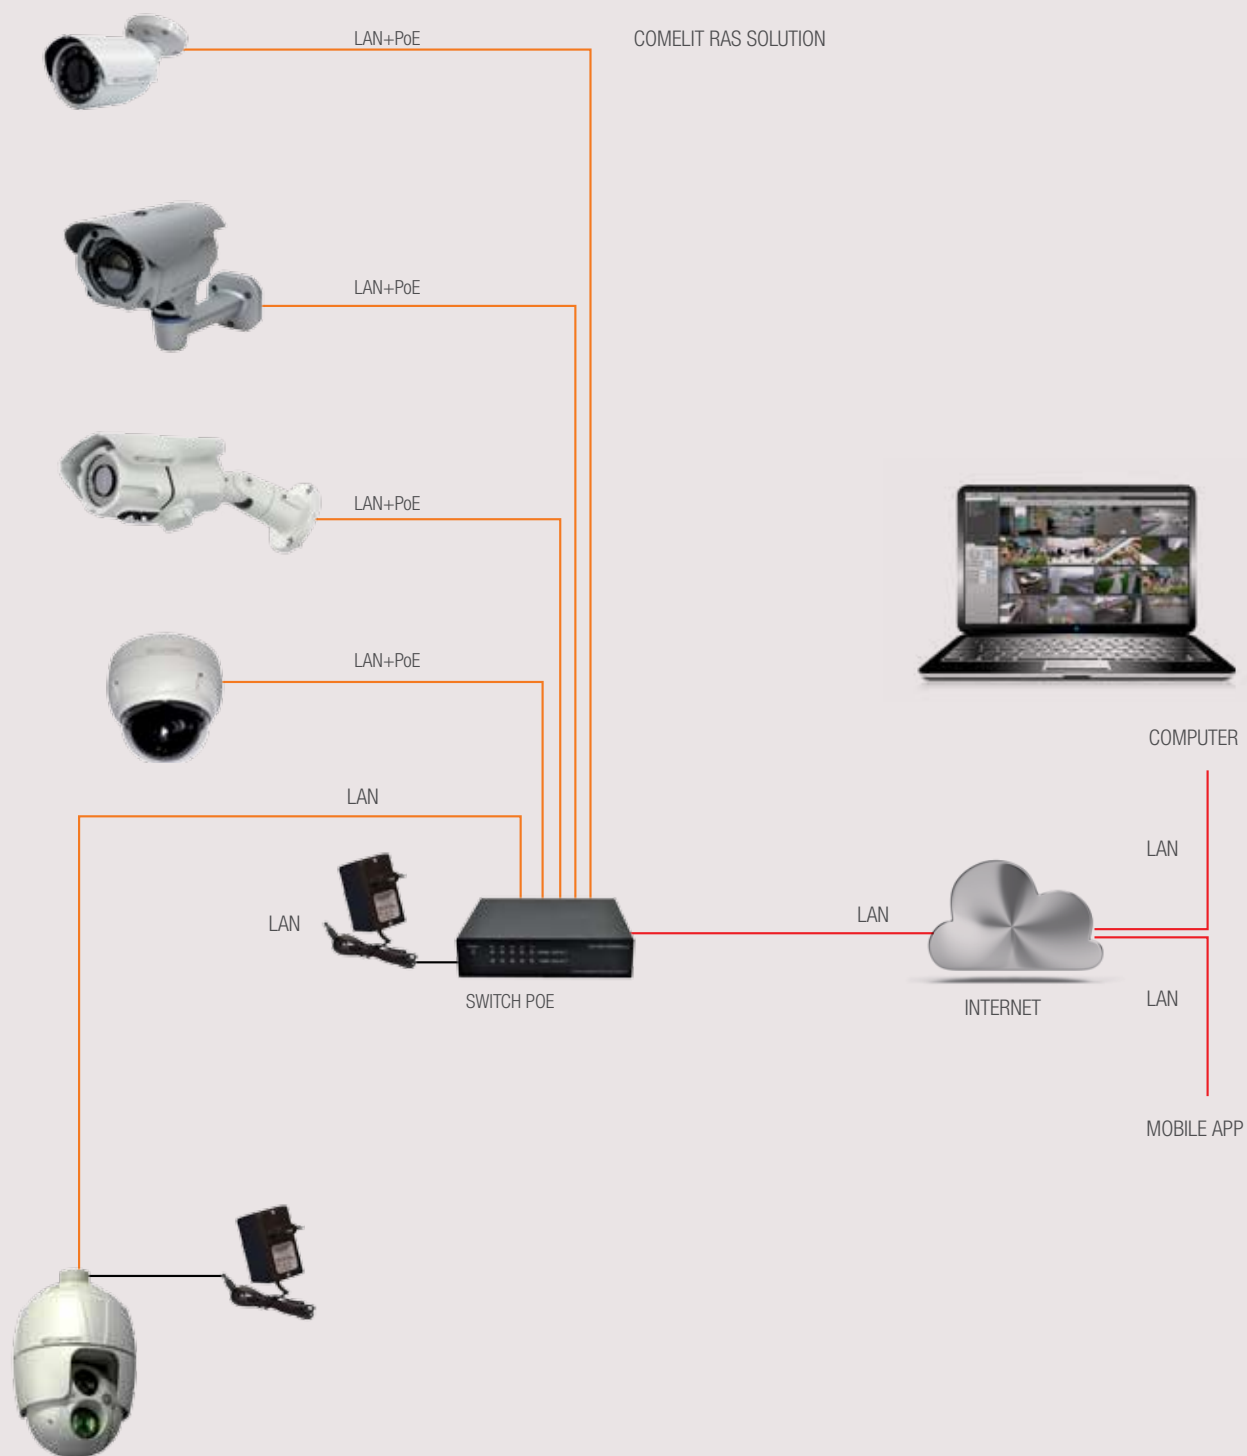 LAN+PoE
COMELIT RAS SOLUTION
LAN+PoE
LAN+PoE
LAN+PoE
COMPUTER
LAN
LAN
LAN
LAN
SWITCH POE
INTERNET
LAN
MOBILE APP